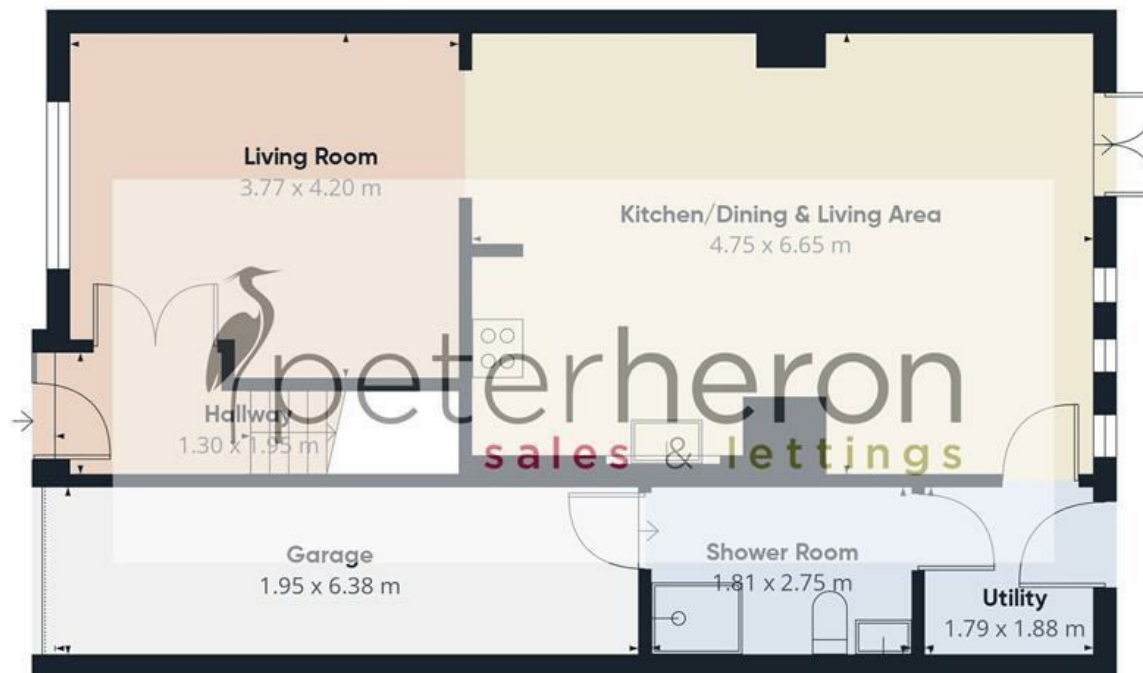 Living Room
3.77 x 4.20 m
Kitchen/Dining & Living Area
4.75 x 6.65 m
peterheron
sales & lettings
Hallway
1.30 x 1.95 m
Garage
1.95 x 6.38 m
Shower Room
1.81 x 2.75 m
Utility
1.79 x 1.88 m